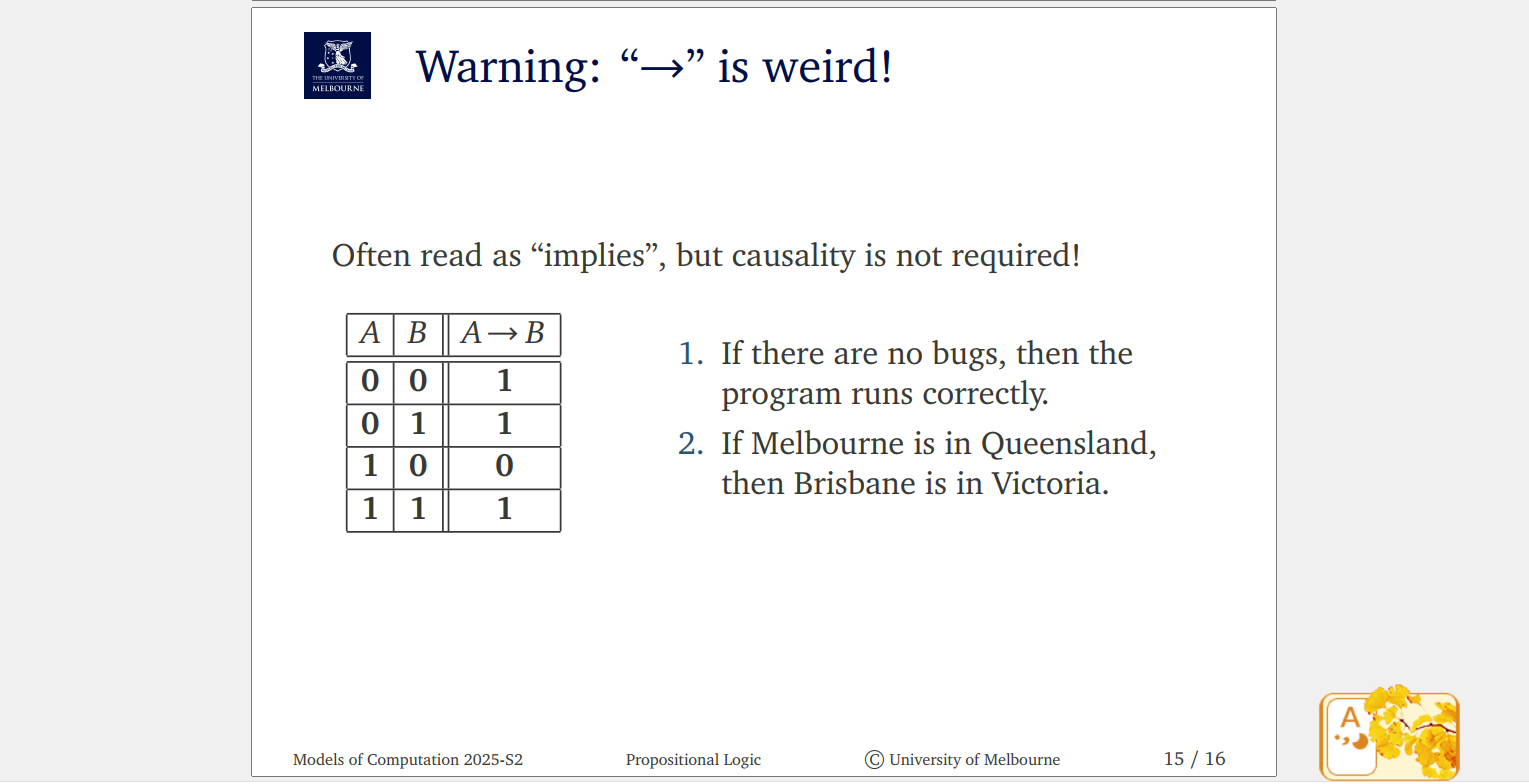 THE UNIVERSITY OF
MELBOURNE
Warning: “→” is weird!
Often read as “implies”, but causality is not required!
A B A → B
0 0 1
0 1 1
1 0 0
1 1 1
1. If there are no bugs, then the
program runs correctly.
2. If Melbourne is in Queensland,
then Brisbane is in Victoria.
Models of Computation 2025-S2 Propositional Logic © University of Melbourne 15 / 16
A